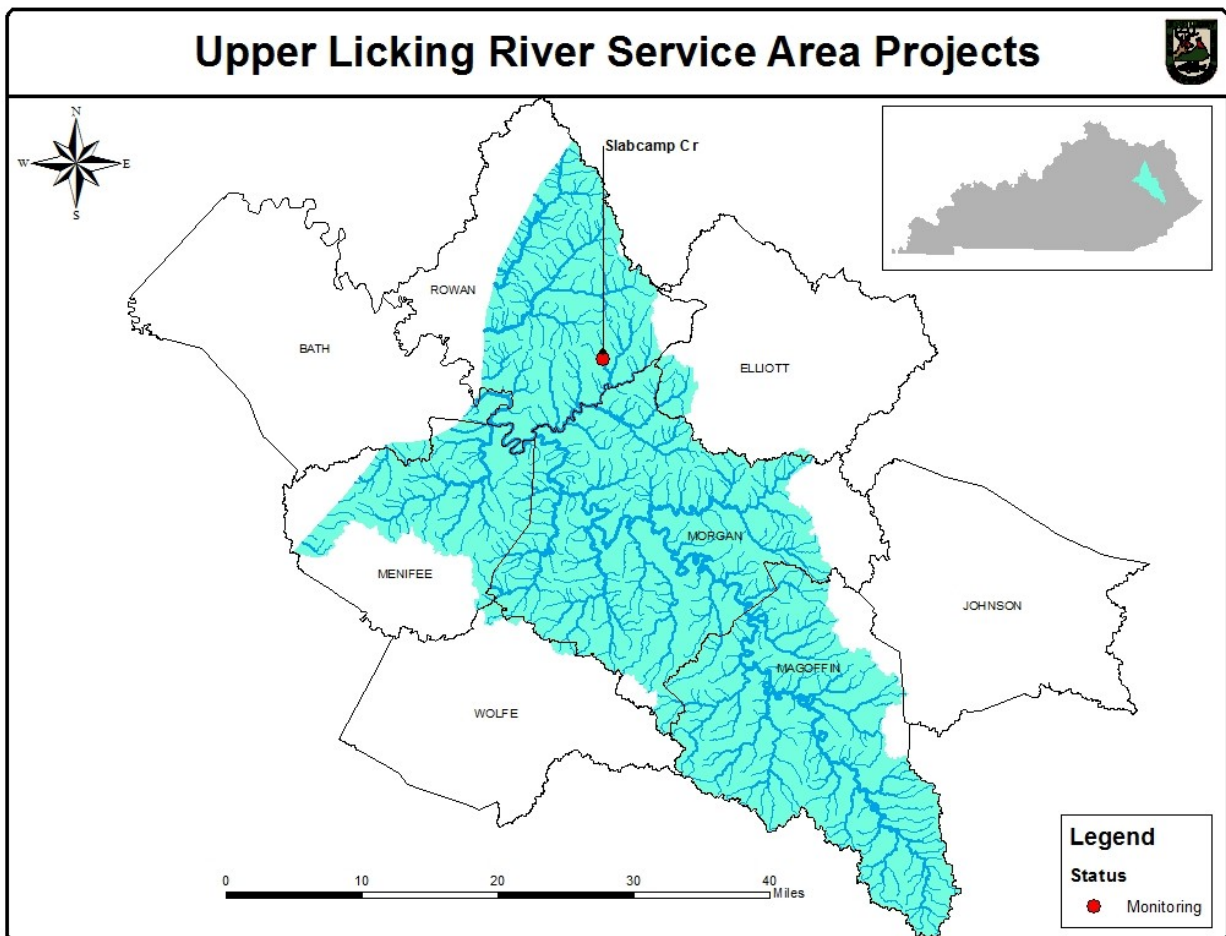 Upper Licking River Service Area Projects
N
W
E
S
Slabcamp Cr
ROWAN
BATH
ELLIOTT
MORGAN
MENIFEE
JOHNSON
MAGOFFIN
WOLFE
0 10 20 30 40
Miles
Legend
Status
Monitoring